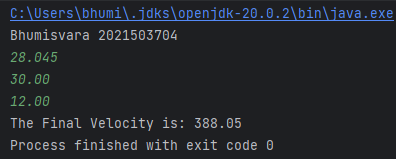 C:\Users\bhumi\.jdks\openjdk-20.0.2\bin\java.exe
Bhumisvara 2021503704
28.045
30.00
12.00
The Final Velocity is: 388.05
Process finished with exit code 0